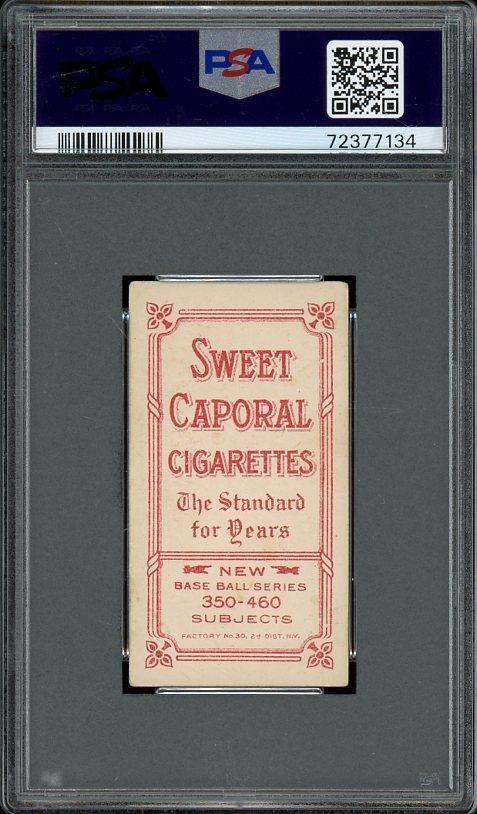 PSA
PSA
72377134
SWEET
CAPORAL
CIGARETTES
The Standard
for Years
NEW
BASE BALL SERIES
350-460
SUBJECTS
FACTORY No 30, 2d DIST. N.Y.